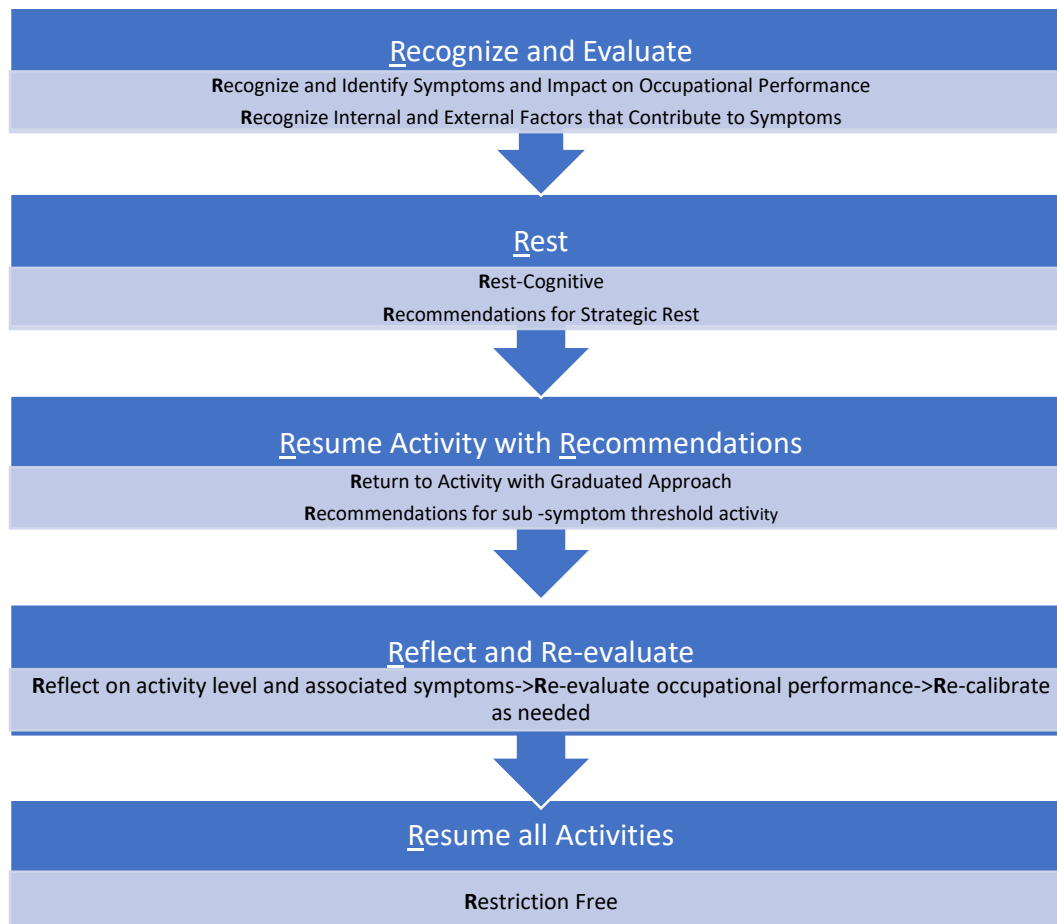 Recognize and Evaluate
Recognize and Identify Symptoms and Impact on Occupational Performance
Recognize Internal and External Factors that Contribute to Symptoms
Rest
Rest-Cognitive
Recommendations for Strategic Rest
Resume Activity with Recommendations
Return to Activity with Graduated Approach
Recommendations for sub -symptom threshold activity
Reflect and Re-evaluate
Reflect on activity level and associated symptoms->Re-evaluate occupational performance->Re-calibrate
as needed
Resume all Activities
Restriction Free